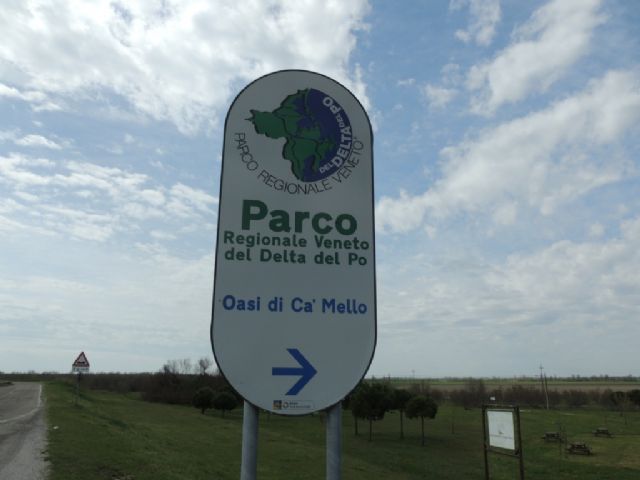 PARCO REGIONALE VENETO
DEL DELTA DEL PO
Parco
Regionale Veneto
del Delta del Po
Oasi di Ca' Mello